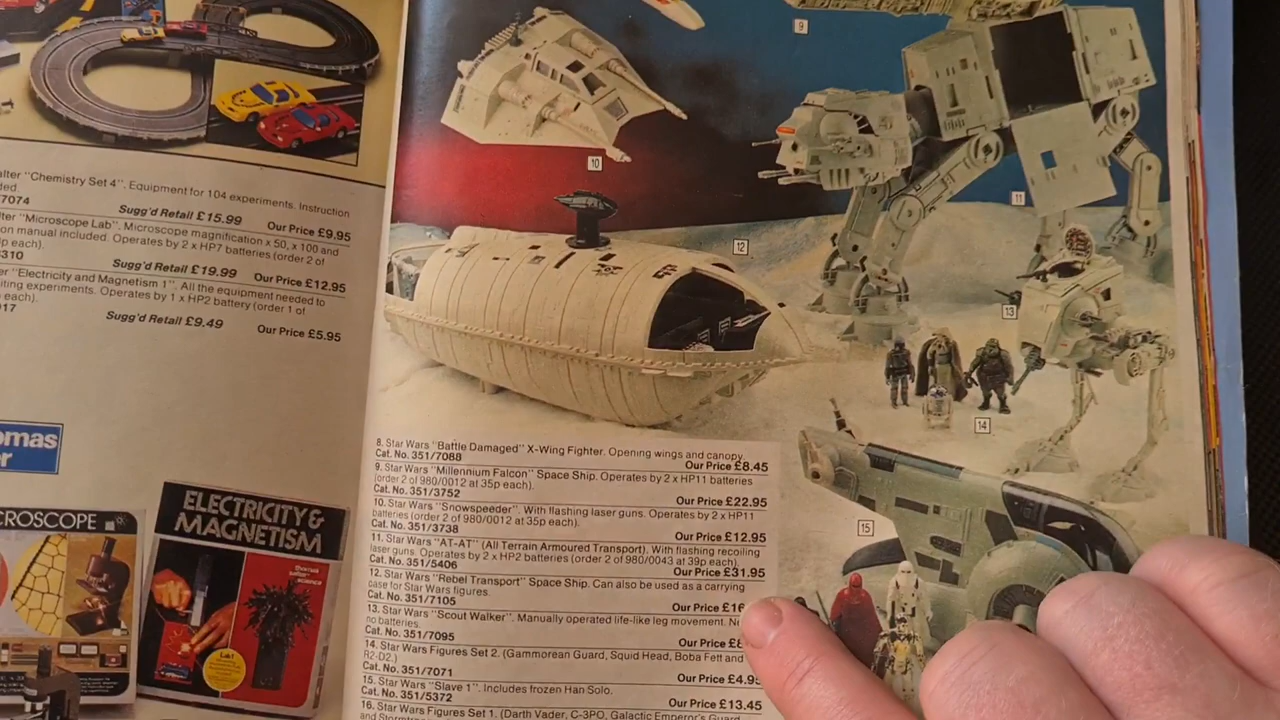 "Chemistry Set 4". Equipment for 104 experiments. Instruction
7074
Sugg'd Retail £15.99
Our Price £9.95
"Microscope Lab". Microscope magnification x 50, x 100 and
manual included. Operates by 2 x HP7 batteries (order 2 of
each).
310
Sugg'd Retail £19.99 Our Price £12.95
"Electricity and Magnetism 1". All the equipment needed to
experiments. Operates by 1 x HP2 battery (order 1 of
each).
Sugg'd Retail £9.49
Our Price £5.95
ELECTRICITY &
MAGNETISM
9
10
11
12
13
14
15
8. Star Wars "Battle Damaged" X-Wing Fighter. Opening wings and canopy.
Cat. No. 351/7088
Our Price £8.45
9. Star Wars "Millennium Falcon" Space Ship. Operates by 2 x HP11 batteries
(order 2 of 980/0012 at 35p each).
Cat. No. 351/3752
Our Price £22.95
10. Star Wars "Snowspeeder". With flashing laser guns. Operates by 2 x HP11
batteries (order 2 of 980/0012 at 35p each).
Cat. No. 351/3738
Our Price £12.95
11. Star Wars "AT-AT" (All Terrain Armoured Transport). With flashing recoiling
laser guns. Operates by 2 x HP2 batteries (order 2 of 980/0043 at 39p each).
Cat. No. 351/5406
Our Price £31.95
12. Star Wars "Rebel Transport" Space Ship. Can also be used as a carrying
case for Star Wars figures.
Cat. No. 351/7105
Our Price £16
13. Star Wars "Scout Walker". Manually operated life-like leg movement.
no batteries.
Cat. No. 351/7095
Our Price
14. Star Wars Figures Set 2. (Gammorean Guard, Squid Head, Boba Fett and
R2-D2.)
Cat. No. 351/7071
Our Price £4.95
15. Star Wars "Slave 1". Includes frozen Han Solo.
Cat. No. 351/5372
Our Price £13.45
16. Star Wars Figures Set 1. (Darth Vader, C-3PO, Galactic Emperor's Guard